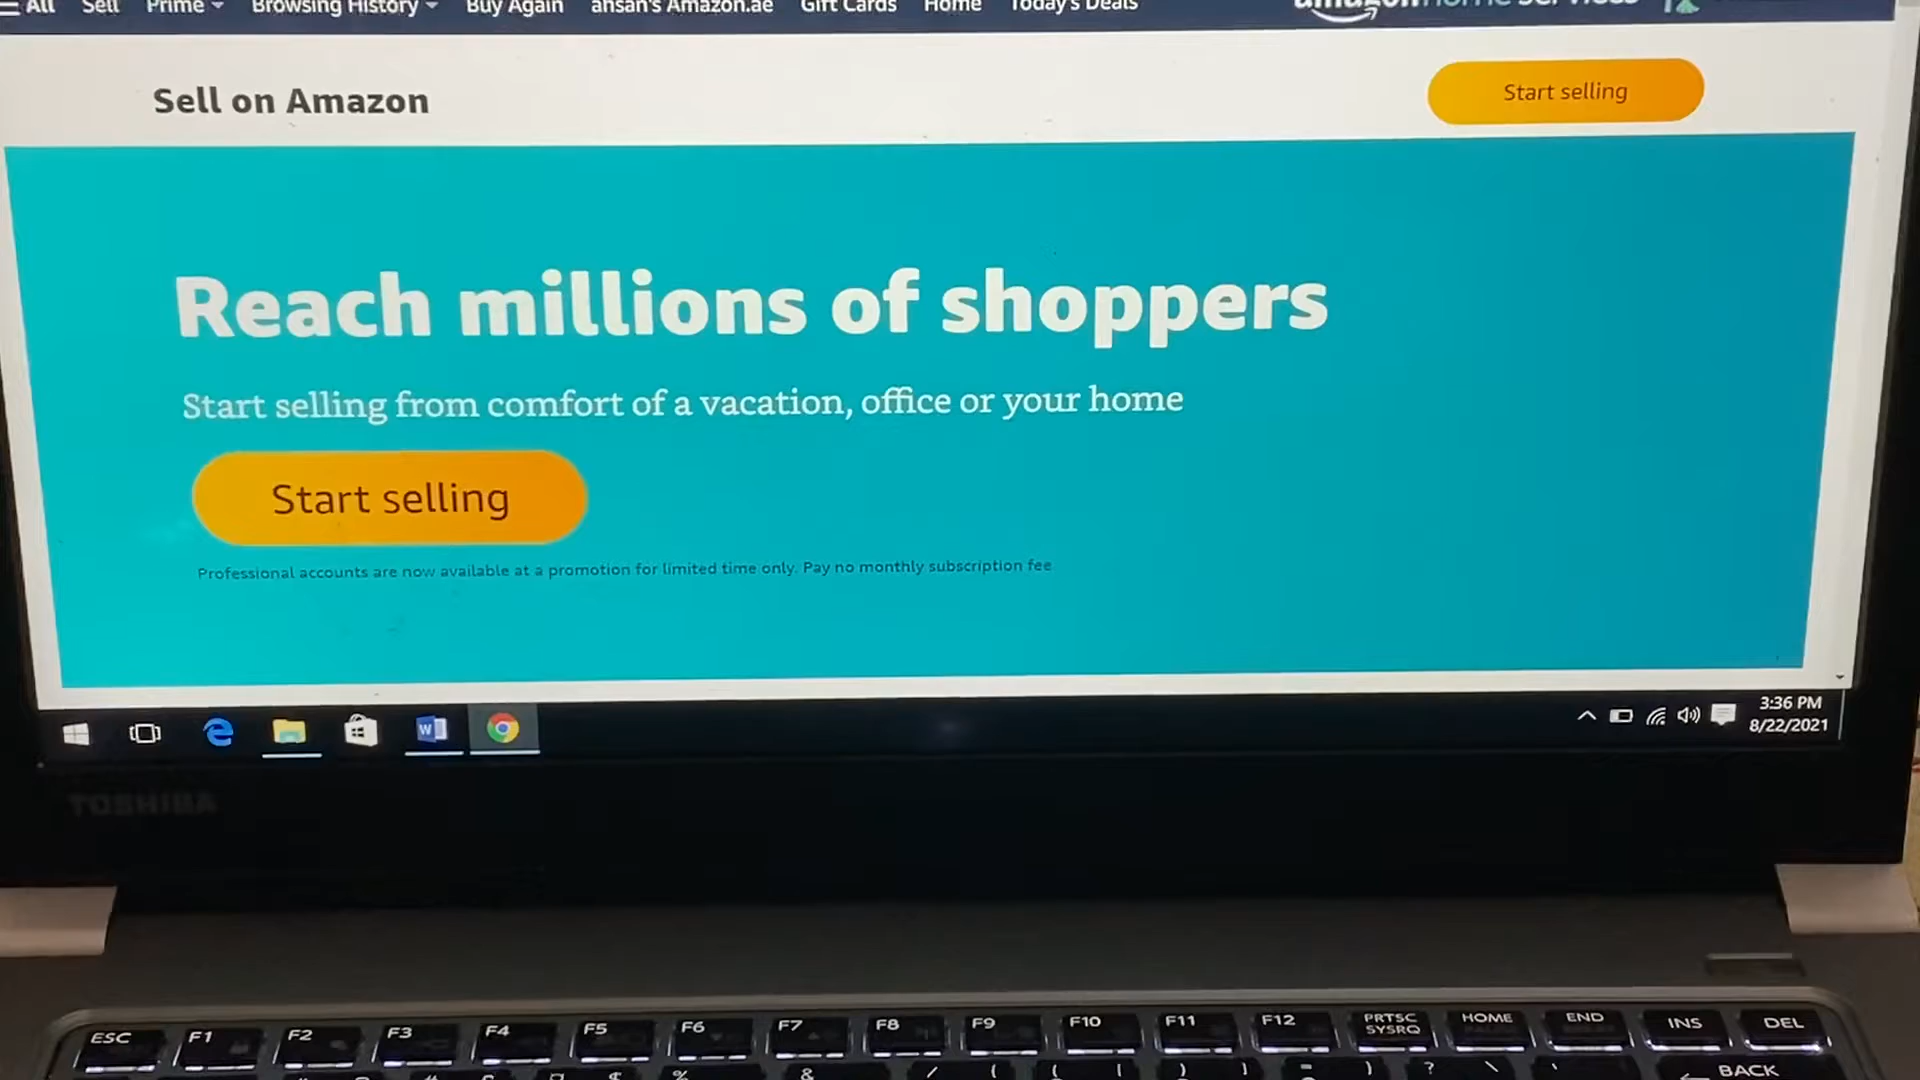 All Sell Prime Browsing History Buy Again ahsan's Amazon.ae Gift Cards Home Today's Deals amazon home services
Sell on Amazon
Start selling
Reach millions of shoppers
Start selling from comfort of a vacation, office or your home
Start selling
Professional accounts are now available at a promotion for limited time only. Pay no monthly subscription fee
3:36 PM
8/22/2021
TOSHIBA
ESC F1 F2 F3 F4 F5 F6 F7 F8 F9 F10 F11 F12 PRTSC SYSRQ HOME END INS DEL
% & / BACK